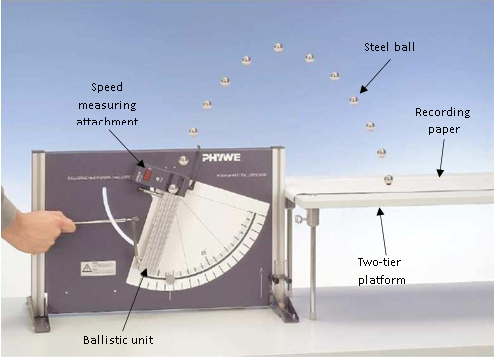 Steel ball
Speed
measuring
attachment
Recording
paper
PHYWE
Two-tier
platform
Ballistic unit